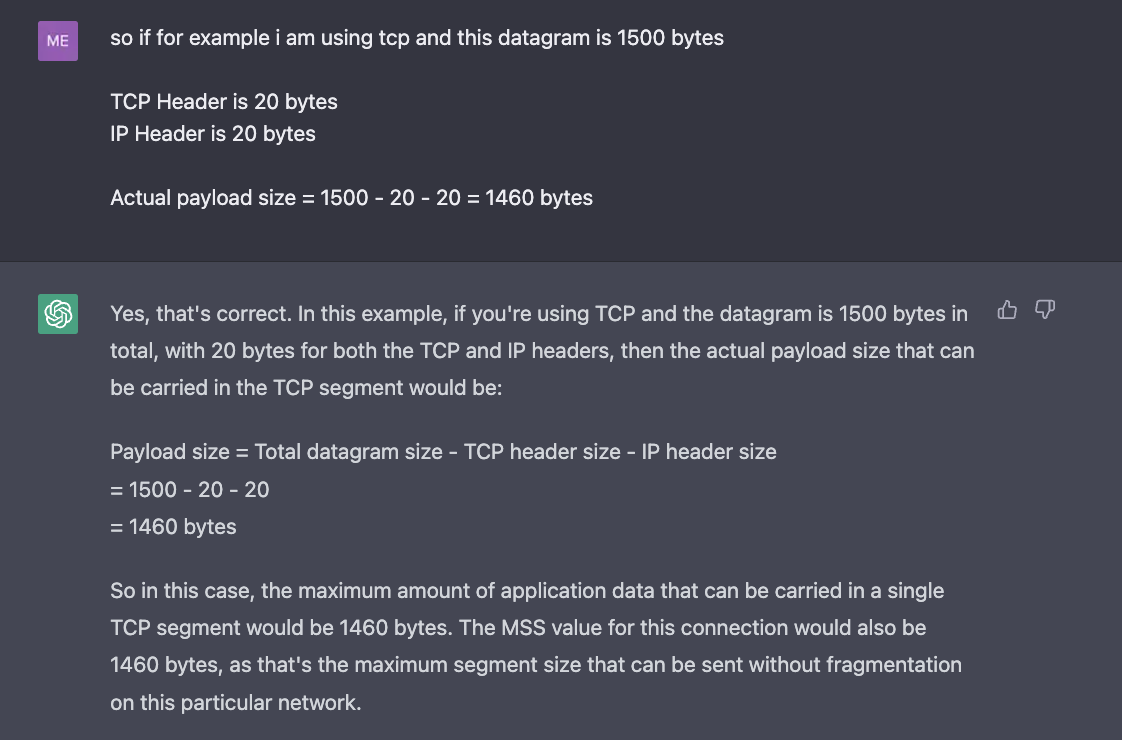 ME
so if for example i am using tcp and this datagram is 1500 bytes
TCP Header is 20 bytes
IP Header is 20 bytes
Actual payload size = 1500 - 20 - 20 = 1460 bytes
Yes, that's correct. In this example, if you're using TCP and the datagram is 1500 bytes in
total, with 20 bytes for both the TCP and IP headers, then the actual payload size that can
be carried in the TCP segment would be:
Payload size = Total datagram size - TCP header size - IP header size
= 1500 - 20 - 20
= 1460 bytes
So in this case, the maximum amount of application data that can be carried in a single
TCP segment would be 1460 bytes. The MSS value for this connection would also be
1460 bytes, as that's the maximum segment size that can be sent without fragmentation
on this particular network.